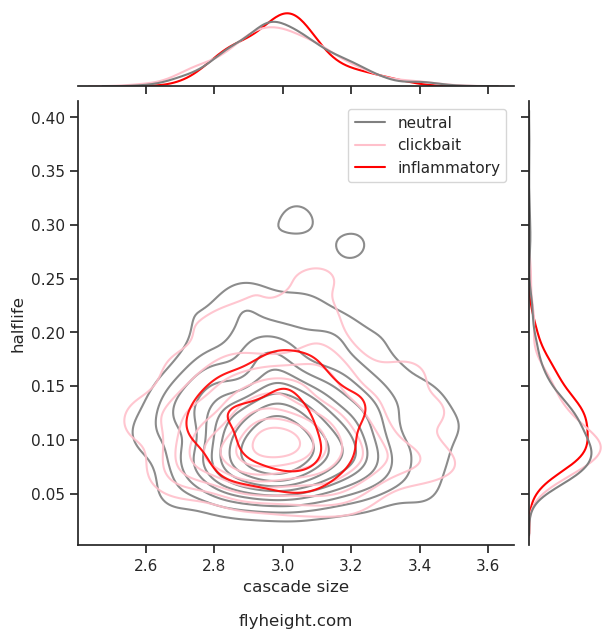 neutral
clickbait
inflammatory
0.40
0.35
0.30
0.25
0.20
0.15
0.10
0.05
halflife
2.6 2.8 3.0 3.2 3.4 3.6
cascade size
flyheight.com